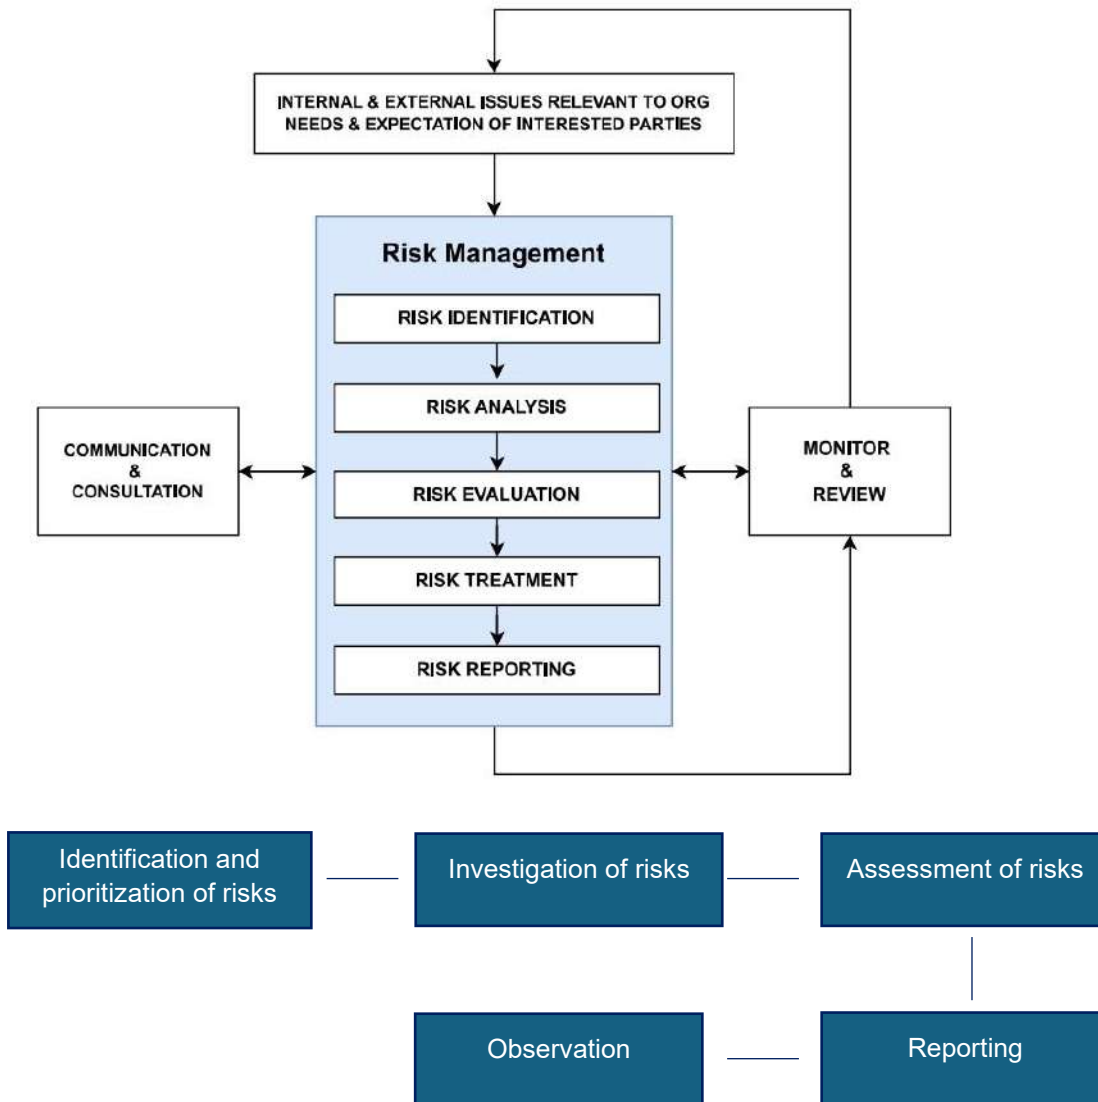 INTERNAL & EXTERNAL ISSUES RELEVANT TO ORG
NEEDS & EXPECTATION OF INTERESTED PARTIES
Risk Management
RISK IDENTIFICATION
RISK ANALYSIS
RISK EVALUATION
RISK TREATMENT
RISK REPORTING
COMMUNICATION
&
CONSULTATION
MONITOR
&
REVIEW
Identification and
prioritization of risks
Investigation of risks
Assessment of risks
Observation
Reporting